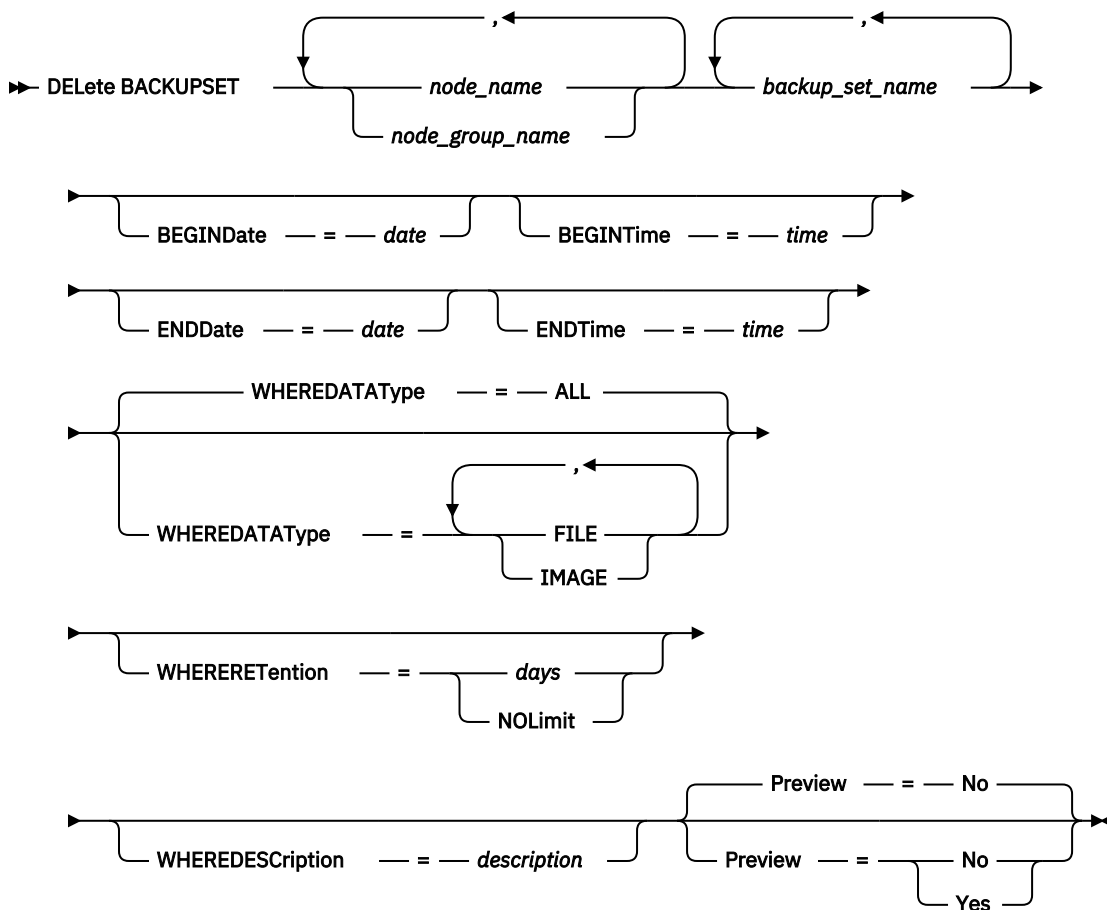 , ,
DELete BACKUPSET node_name backup_set_name
node_group_name
BEGINDate = date BEGINTime = time
ENDDate = date ENDTime = time
WHEREDATAType = ALL
,
WHEREDATAType = FILE
IMAGE
WHERERETention = days
NOLimit
Preview = No
WHEREDESCription = description Preview = No
Yes